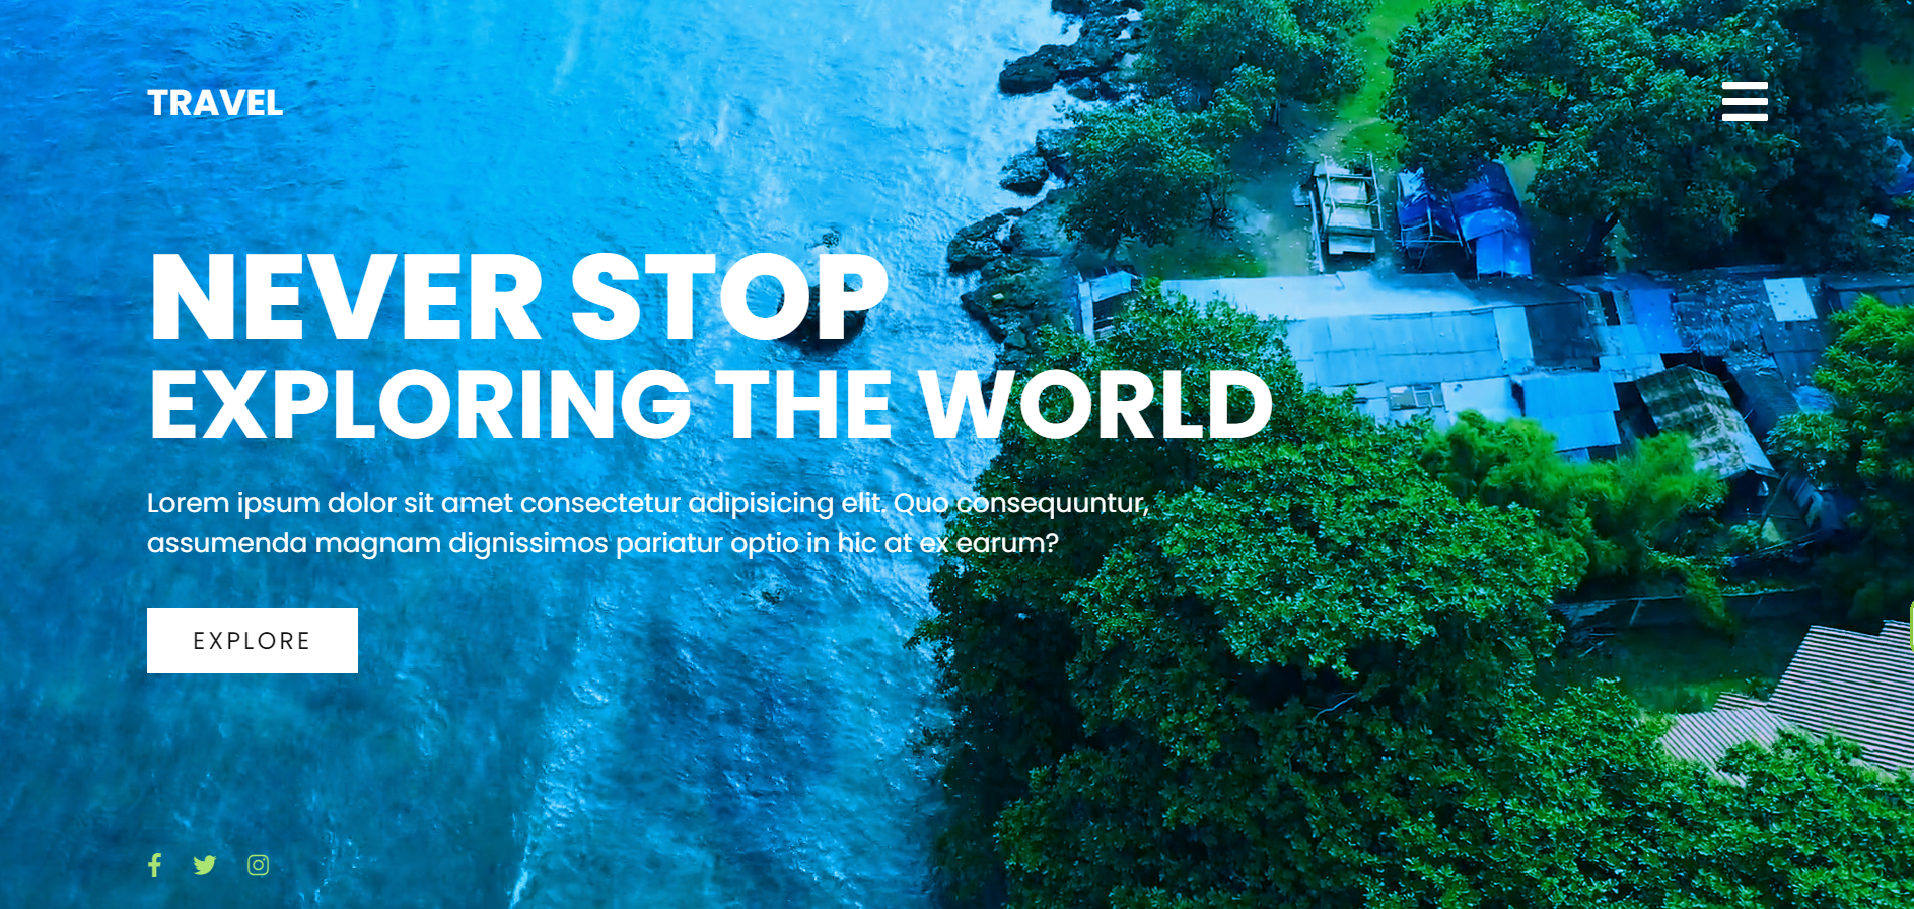 TRAVEL
NEVER STOP
EXPLORING THE WORLD
Lorem ipsum dolor sit amet consectetur adipisicing elit. Quo consequuntur,
assumenda magnam dignissimos pariatur optio in hic at ex earum?
EXPLORE